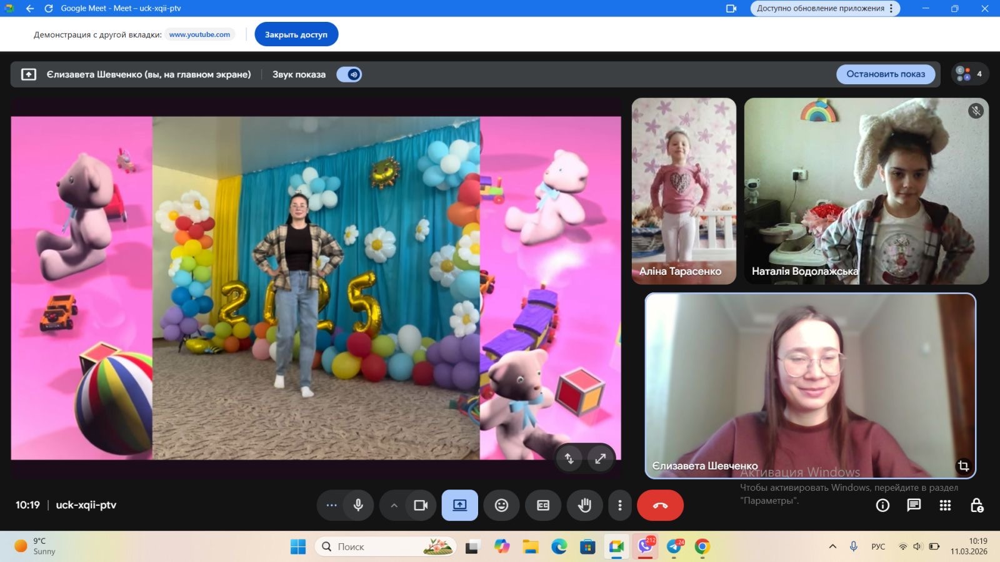 Google Meet - Meet – uck-xqii-ptv
Доступно обновление приложения
Демонстрация с другой вкладки: www.youtube.com
Закрыть доступ
Єлизавета Шевченко (вы, на главном экране)
Звук показа
Остановить показ
4
2025
Аліна Тарасенко
Наталія Водолажська
Єлизавета Шевченко
Активация Windows
Чтобы активировать Windows, перейдите в раздел
"Параметры".
10:19 | uck-xqii-ptv
9°C
Sunny
Поиск
212
24
РУС
10:19
11.03.2026